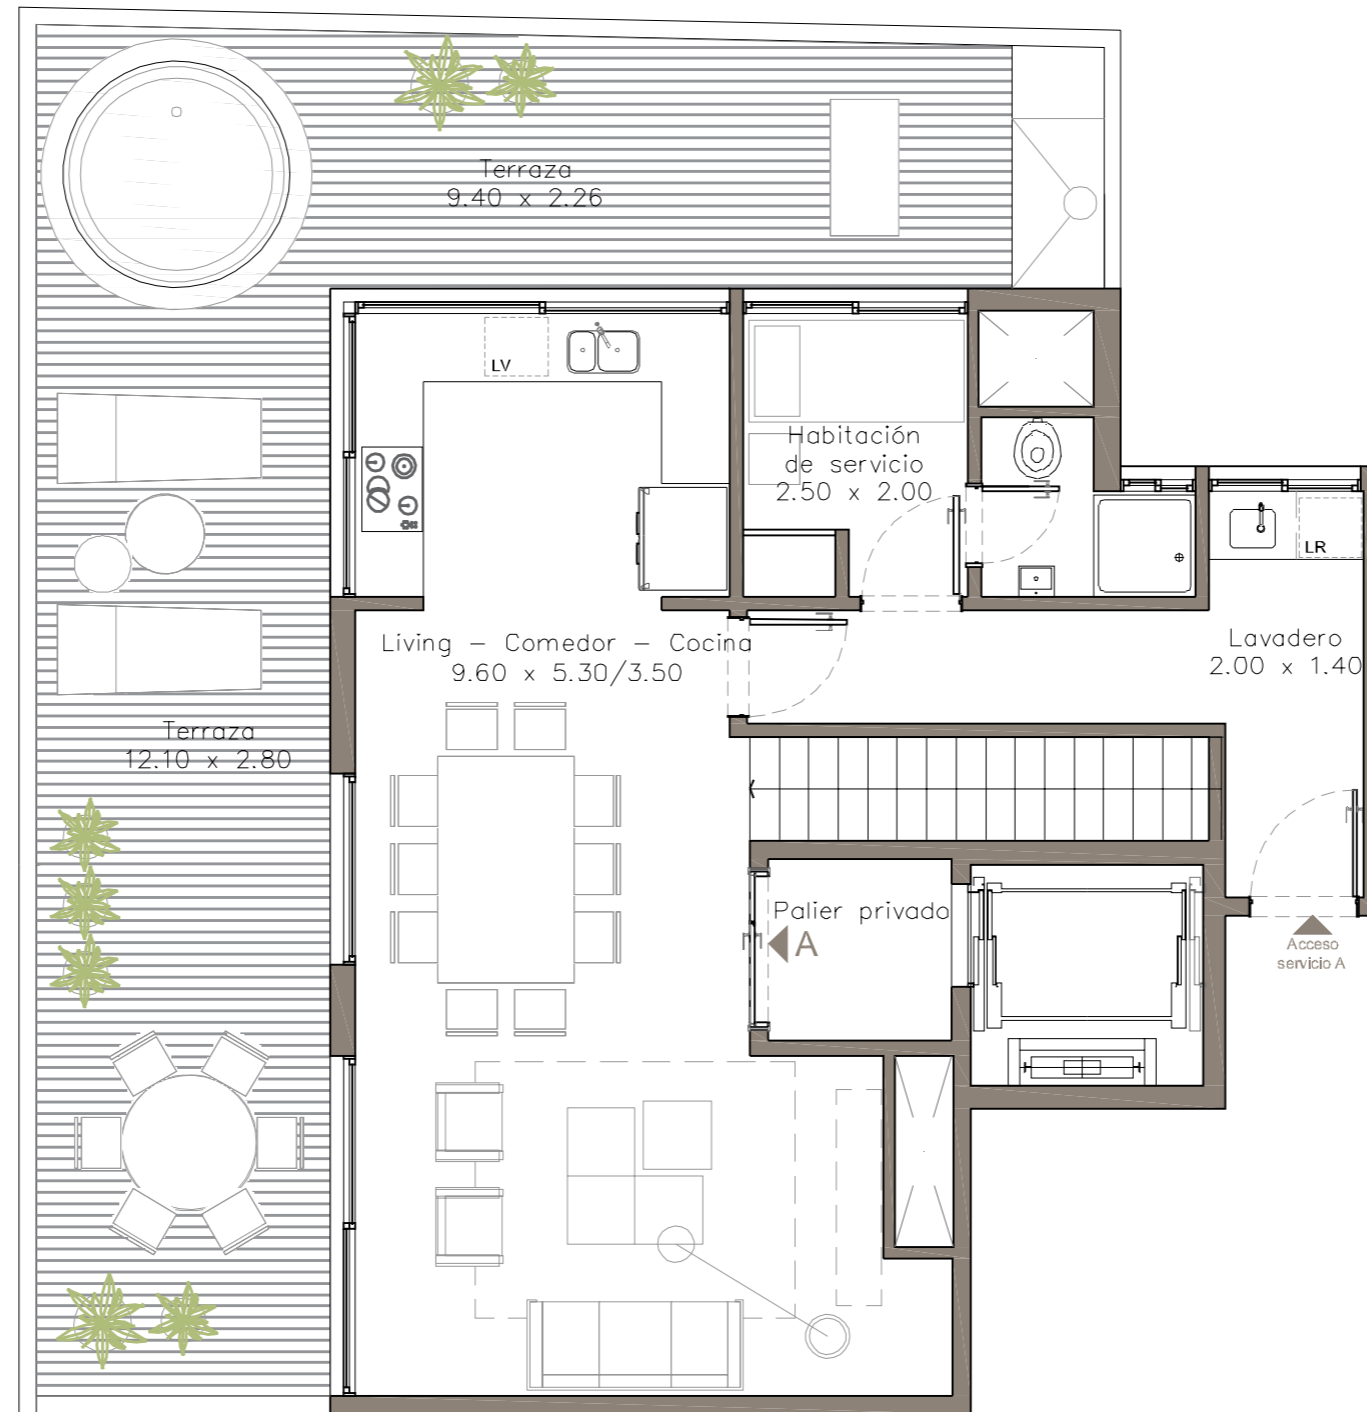 Terraza
9.40 x 2.26
LV
Habitación
de servicio
2.50 x 2.00
LR
Living – Comedor – Cocina
9.60 x 5.30/3.50
Lavadero
2.00 x 1.40
Terraza
12.10 x 2.80
Palier privado
A
Acceso
servicio A